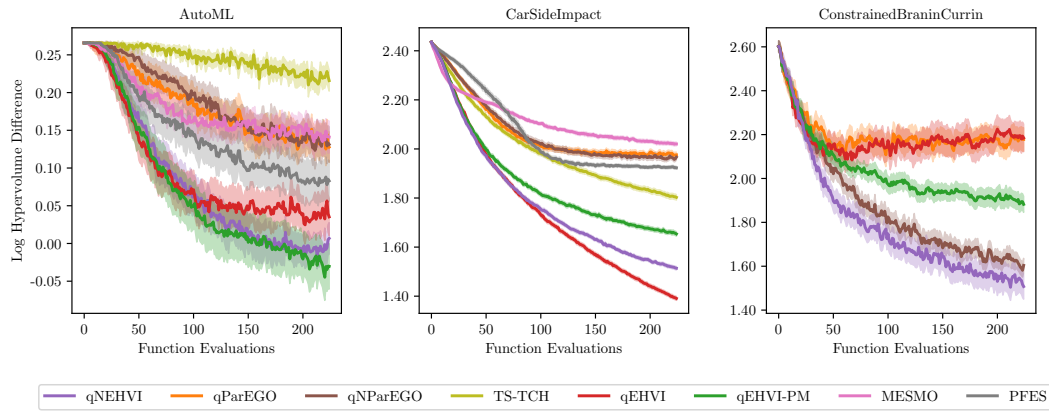 AutoML
CarSideImpact
ConstrainedBraninCurrin
Log Hypervolume Difference
0.25
0.20
0.15
0.10
0.05
0.00
-0.05
0 50 100 150 200
Function Evaluations
2.40
2.20
2.00
1.80
1.60
1.40
0 50 100 150 200
Function Evaluations
2.60
2.40
2.20
2.00
1.80
1.60
1.40
0 50 100 150 200
Function Evaluations
qNEHVI qParEGO qNParEGO TS-TCH qEHVI qEHVI-PM MESMO PFES